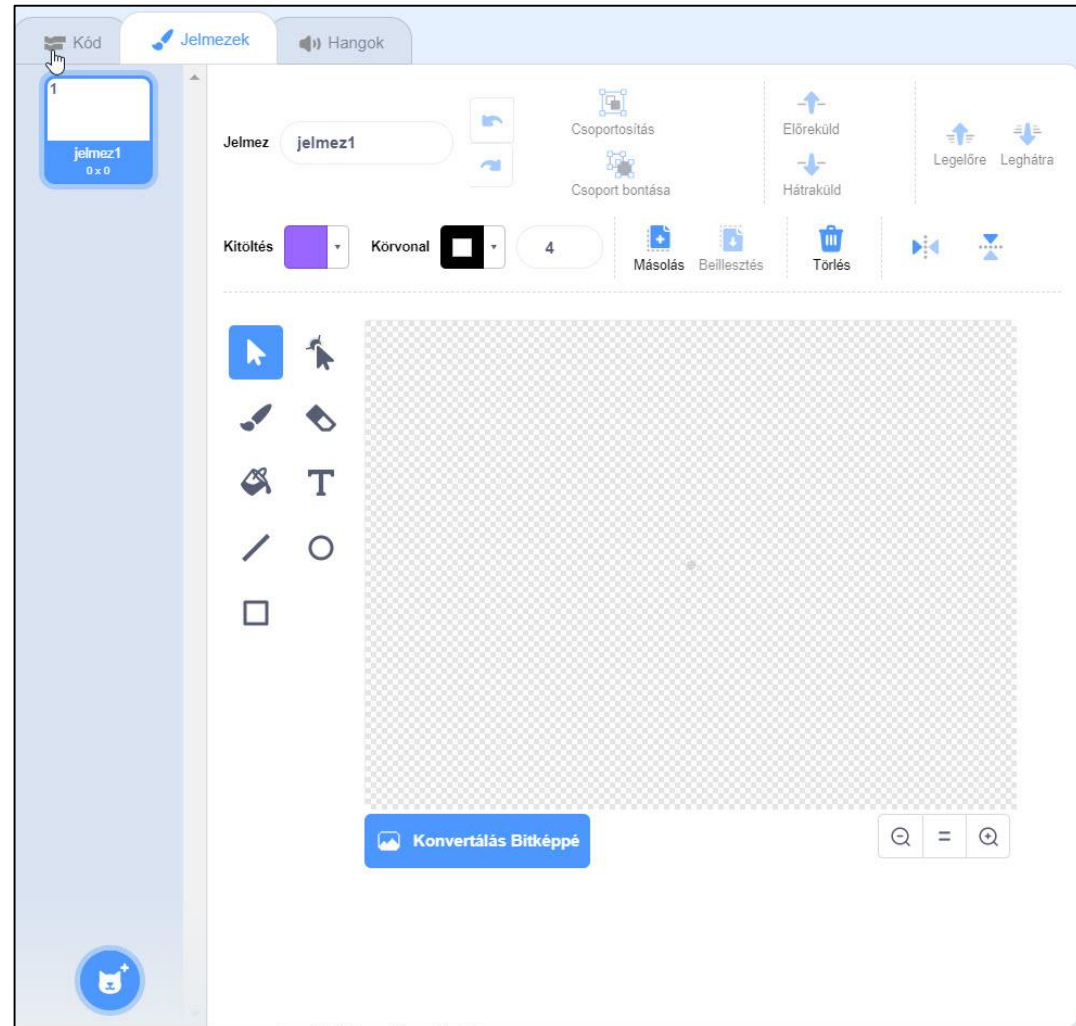 Kód
Jelmezek
Hangok
1
jelmez1
0 x 0
Jelmez
jelmez1
Csoportosítás
Csoport bontása
Előreküld
Hátraküld
Legelőre
Leghátra
Kitöltés
Körvonal
4
Másolás
Beillesztés
Törlés
T
Konvertálás Bitképpé
=